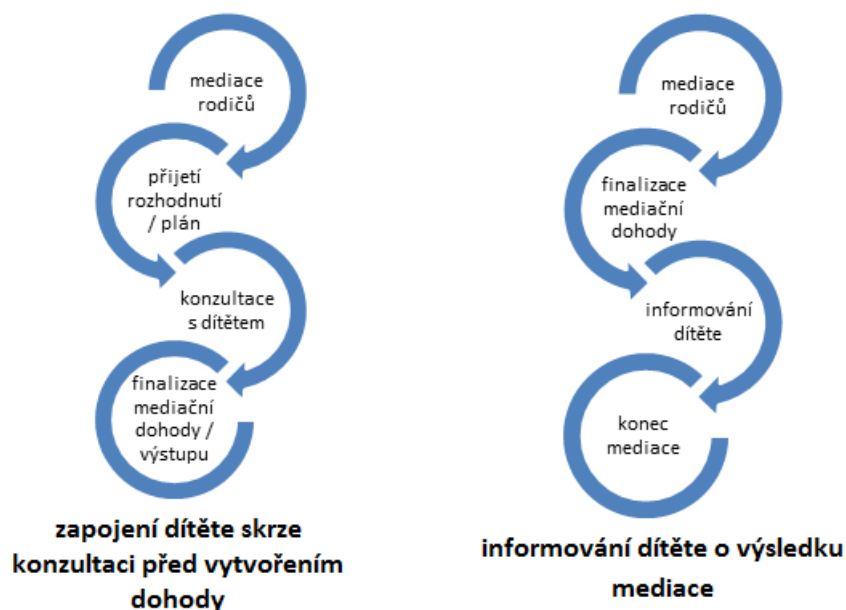 mediace
rodičů
přijetí
rozhodnutí
/ plán
konzultace
s dítětem
finalizace
mediační
dohody /
výstupu
zapojení dítěte skrze
konzultaci před vytvořením
dohody
mediace
rodičů
finalizace
mediační
dohody
informování
dítěte
konec
mediace
informování dítěte o výsledku
mediace